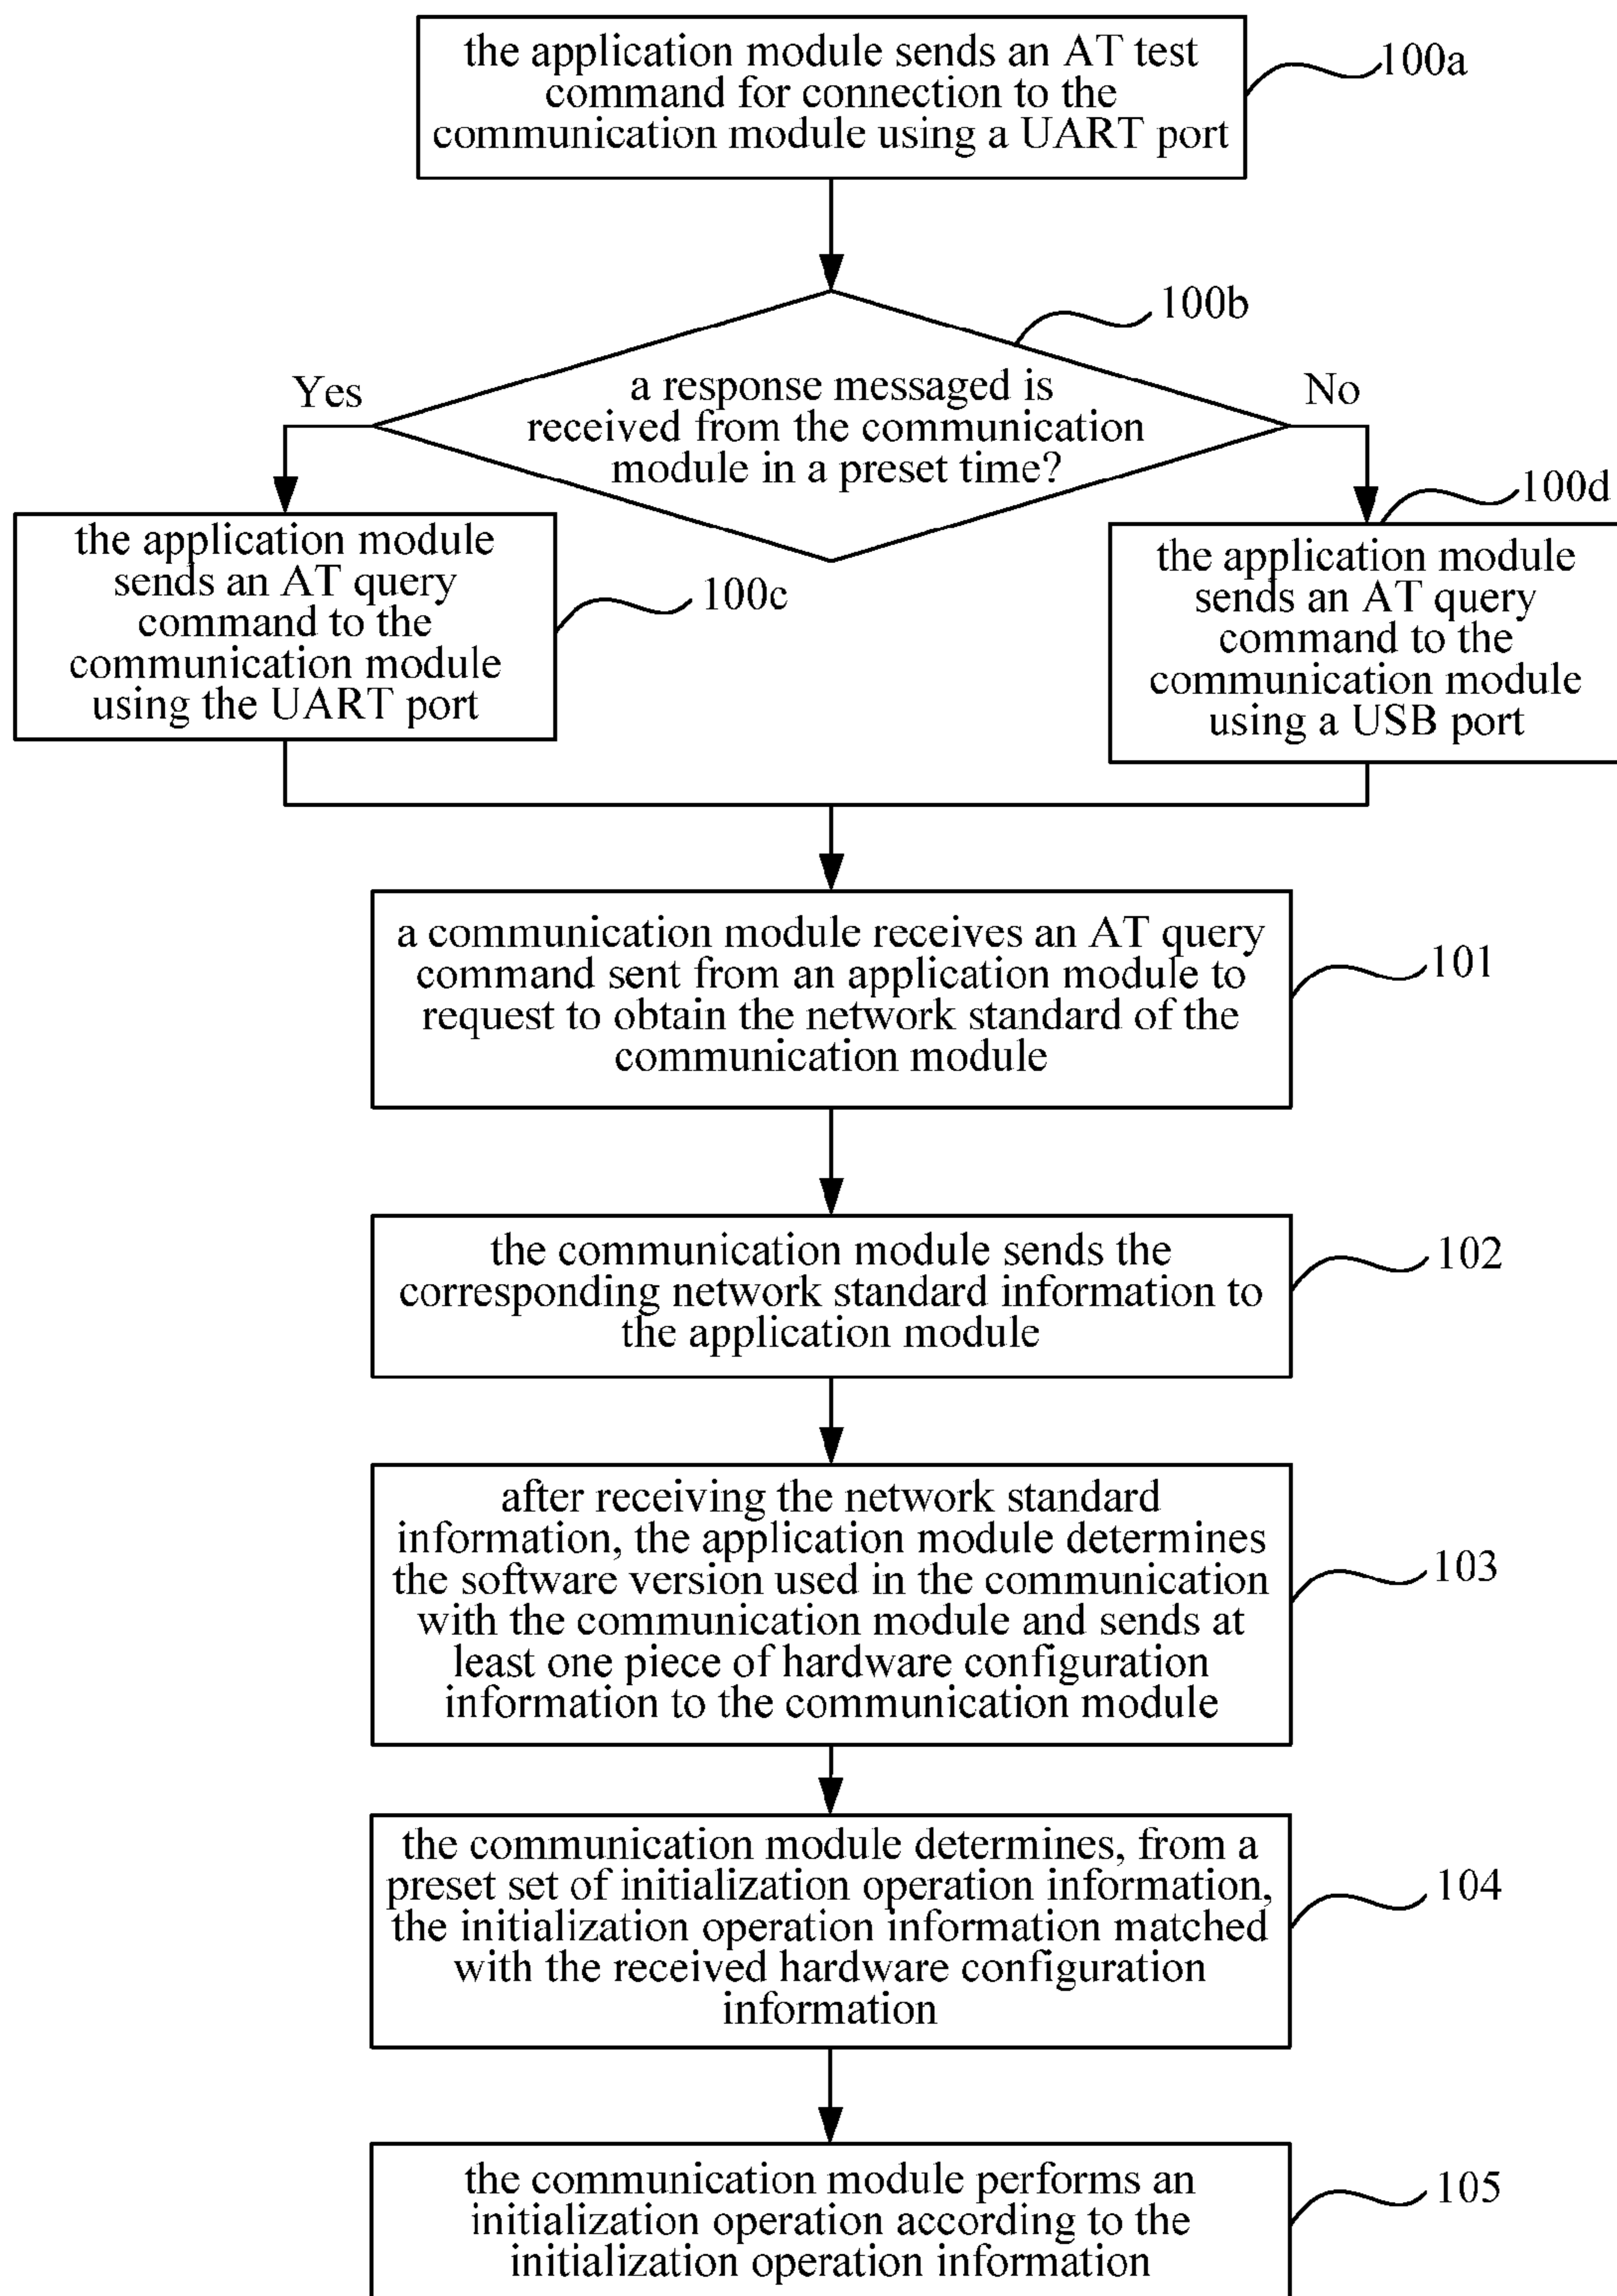 the application module sends an AT test
command for connection to the
communication module using a UART port
100a
100b
Yes
No
a response messaged is
received from the communication
module in a preset time?
100d
the application module
sends an AT query
command to the
communication module
using the UART port
100c
the application module
sends an AT query
command to the
communication module
using a USB port
a communication module receives an AT query
command sent from an application module to
request to obtain the network standard of the
communication module
101
the communication module sends the
corresponding network standard information to
the application module
102
after receiving the network standard
information, the application module determines
the software version used in the communication
with the communication module and sends at
least one piece of hardware configuration
information to the communication module
103
the communication module determines, from a
preset set of initialization operation information,
the initialization operation information matched
with the received hardware configuration
information
104
the communication module performs an
initialization operation according to the
initialization operation information
105